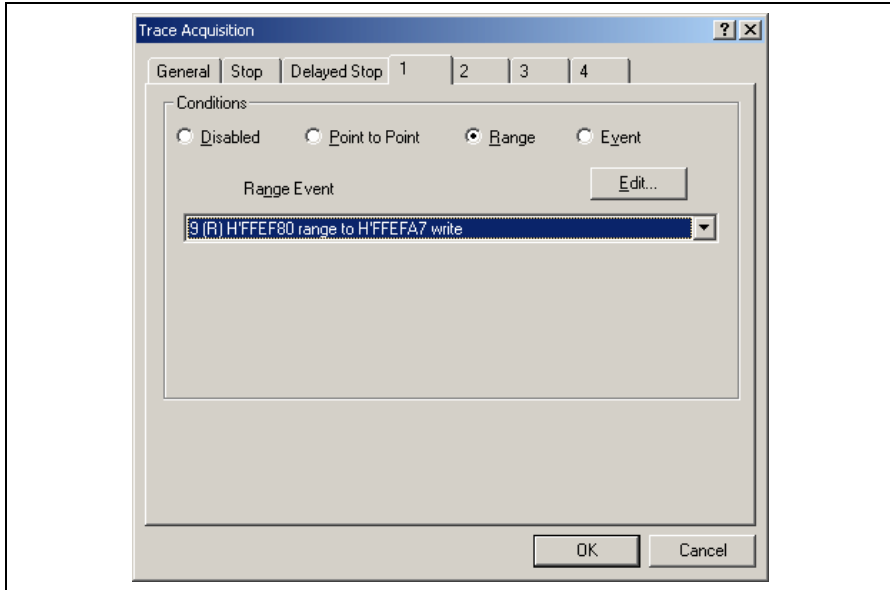 Trace Acquisition
General Stop Delayed Stop 1 2 3 4
Conditions
Disabled Point to Point Range Event
Range Event Edit...
9 (R) H'FFEF80 range to H'FFEFA7 write
OK Cancel